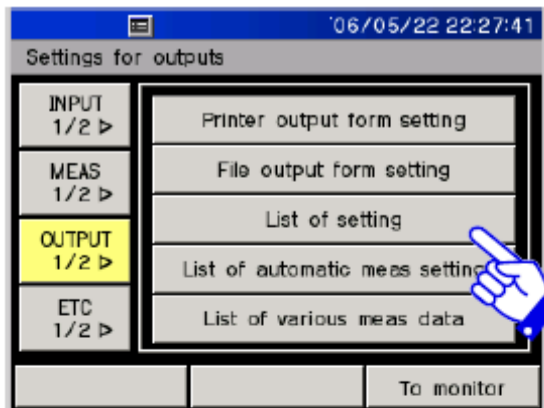 '06/05/22 22:27:41
Settings for outputs
INPUT
1/2 ▷
MEAS
1/2 ▷
OUTPUT
1/2 ▷
ETC
1/2 ▷
Printer output form setting
File output form setting
List of setting
List of automatic meas setting
List of various meas data
To monitor